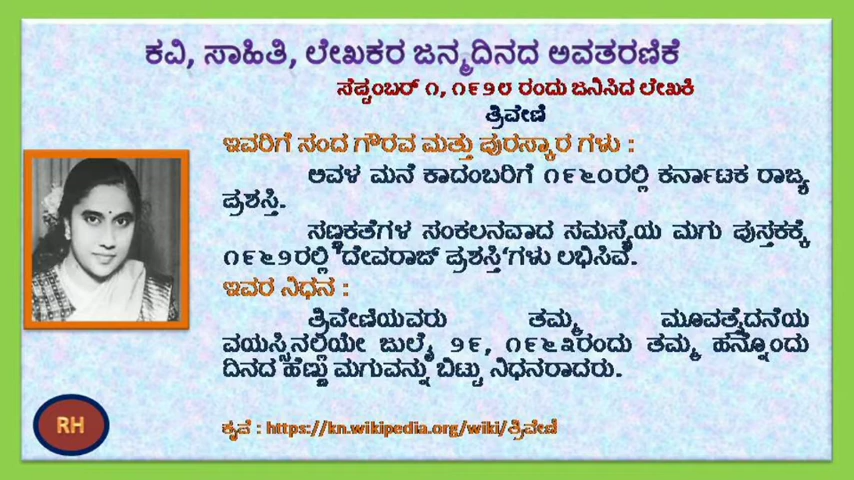 ಕವಿ, ಸಾಹಿತಿ, ಲೇಖಕರ ಜನ್ಮದಿನದ ಅವತರಣಿಕೆ
ಸೆಪ್ಟಂಬರ್ ೧, ೧೯೨೮ ರಂದು ಜನಿಸಿದ ಲೇಖಕಿ
ತ್ರಿವೇಣಿ
ಇವರಿಗೆ ಸಂದ ಗೌರವ ಮತ್ತು ಪುರಸ್ಕಾರ ಗಳು :
ಅವಳ ಮನೆ ಕಾದಂಬರಿಗೆ ೧೯೬೦ರಲ್ಲಿ ಕರ್ನಾಟಕ ರಾಜ್ಯ
ಪ್ರಶಸ್ತಿ.
ಸಣ್ಣಕತೆಗಳ ಸಂಕಲನವಾದ ಸಮಸ್ಯೆಯ ಮಗು ಪುಸ್ತಕಕ್ಕೆ
೧೯೬೨ರಲ್ಲಿ 'ದೇವರಾಜ್ ಪ್ರಶಸ್ತಿ'ಗಳು ಲಭಿಸಿವೆ.
ಇವರ ನಿಧನ :
ತ್ರಿವೇಣಿಯವರು ತಮ್ಮ ಮೂವತ್ತೈದನೆಯ
ವಯಸ್ಸಿನಲ್ಲಿಯೇ ಜುಲೈ ೨೯, ೧೯೬೩ರಂದು ತಮ್ಮ ಹನ್ನೊಂದು
ದಿನದ ಹೆಣ್ಣು ಮಗುವನ್ನು ಬಿಟ್ಟು ನಿಧನರಾದರು.
RH
ಕೃಪೆ : https://kn.wikipedia.org/wiki/ತ್ರಿವೇಣಿ